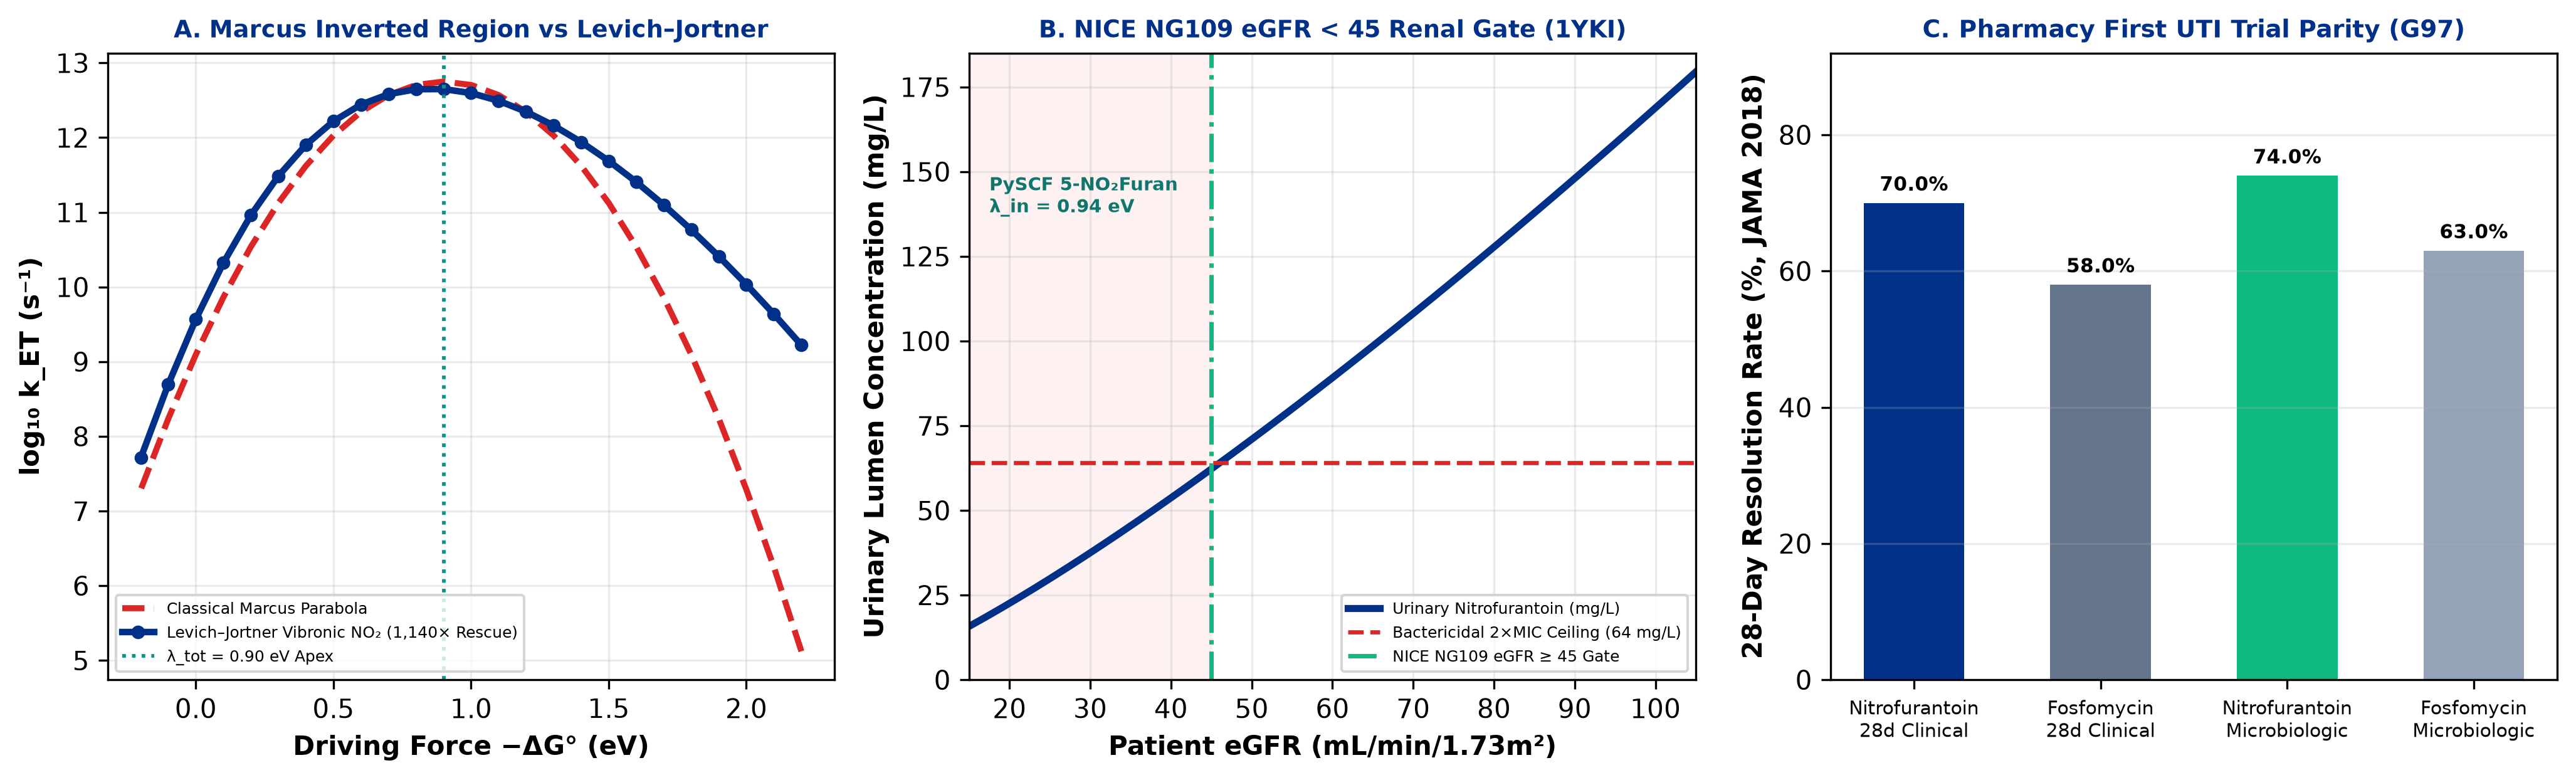 A. Marcus Inverted Region vs Levich–Jortner
log₁₀ k_ET (s⁻¹)
13
12
11
10
9
8
7
6
5
Classical Marcus Parabola
Levich–Jortner Vibronic NO₂ (1,140× Rescue)
λ_tot = 0.90 eV Apex
0.0 0.5 1.0 1.5 2.0
Driving Force −ΔG° (eV)
B. NICE NG109 eGFR < 45 Renal Gate (1YKI)
Urinary Lumen Concentration (mg/L)
175
150
125
100
75
50
25
0
PySCF 5-NO₂Furan
λ_in = 0.94 eV
Urinary Nitrofurantoin (mg/L)
Bactericidal 2×MIC Ceiling (64 mg/L)
NICE NG109 eGFR ≥ 45 Gate
20 30 40 50 60 70 80 90 100
Patient eGFR (mL/min/1.73m²)
C. Pharmacy First UTI Trial Parity (G97)
28-Day Resolution Rate (%, JAMA 2018)
80
60
40
20
0
70.0%
58.0%
74.0%
63.0%
Nitrofurantoin
28d Clinical
Fosfomycin
28d Clinical
Nitrofurantoin
Microbiologic
Fosfomycin
Microbiologic